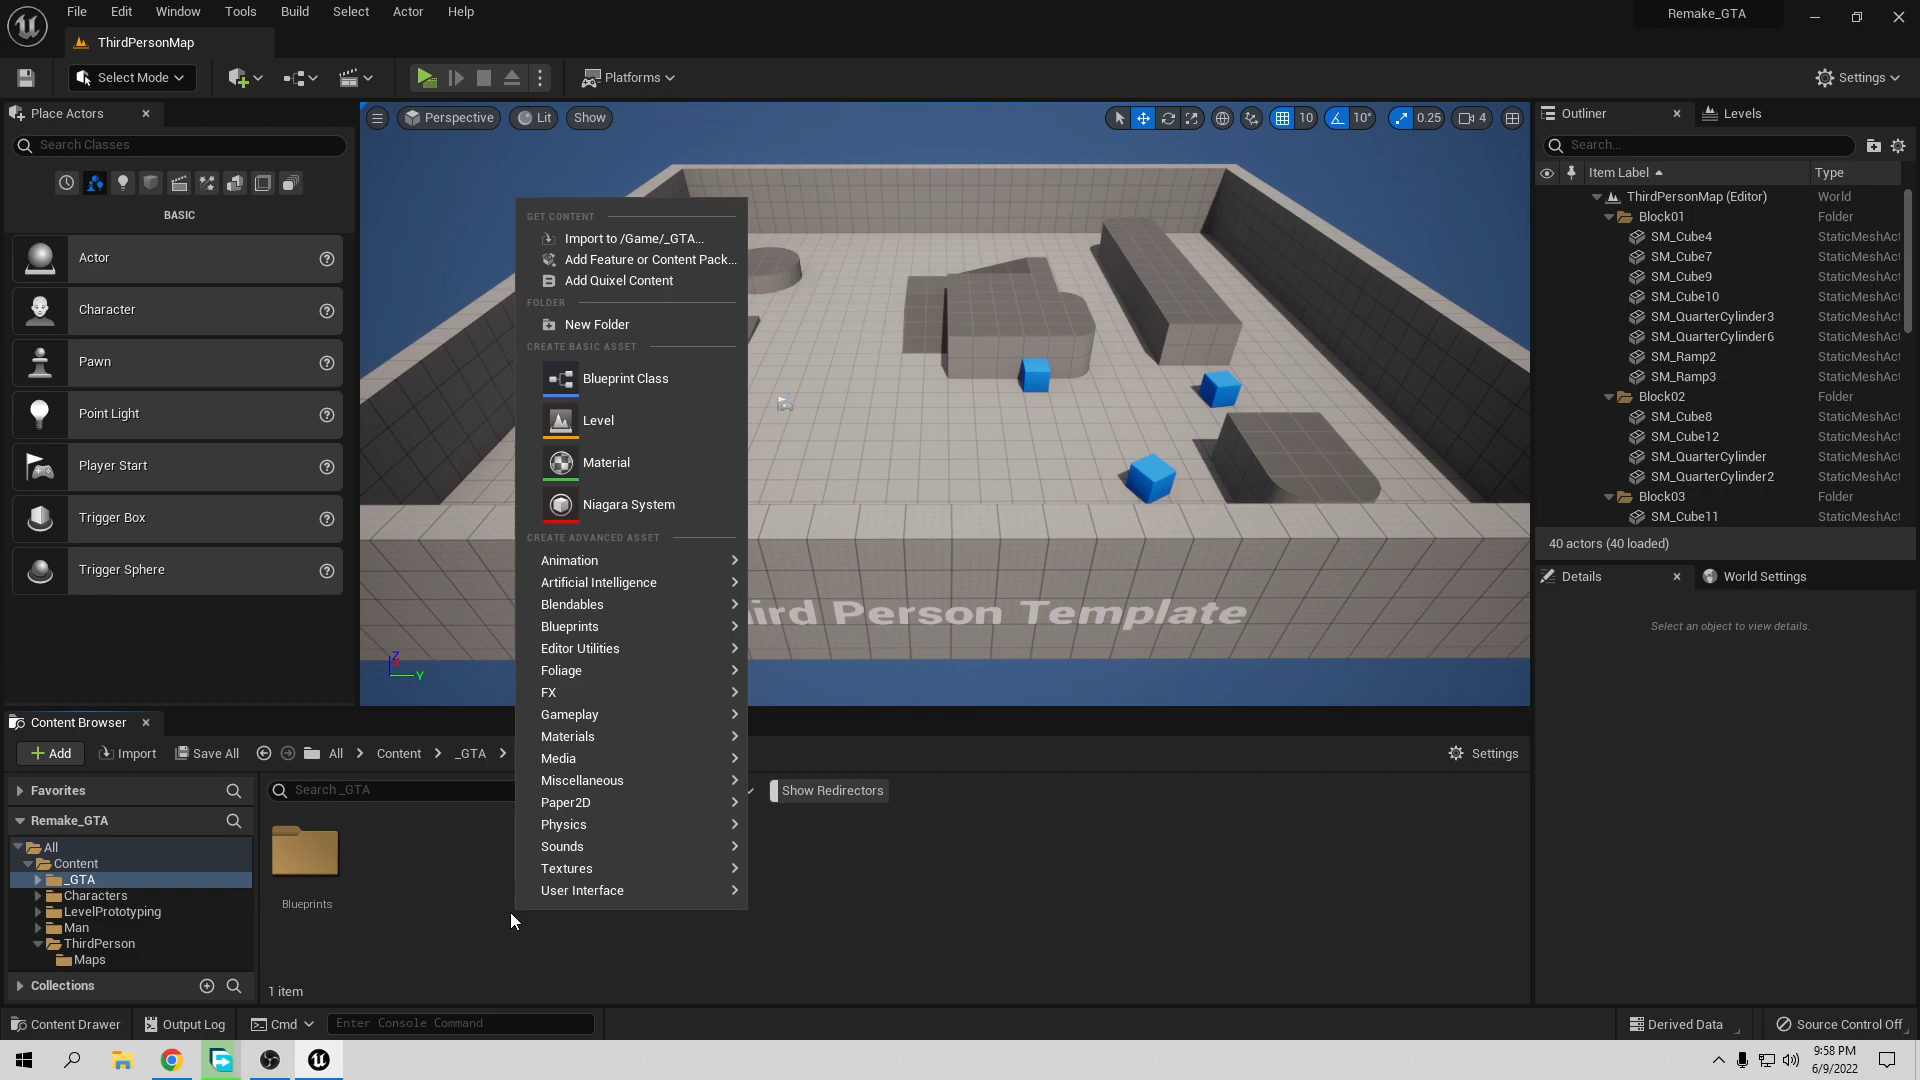 File Edit Window Tools Build Select Actor Help
Remake_GTA
ThirdPersonMap
Select Mode
Platforms
Settings
Place Actors
Search Classes
BASIC
Actor
Character
Pawn
Point Light
Player Start
Trigger Box
Trigger Sphere
Perspective Lit Show
10 10° 0.25 4
Third Person Template
Z
Y
GET CONTENT
Import to /Game/_GTA...
Add Feature or Content Pack...
Add Quixel Content
FOLDER
New Folder
CREATE BASIC ASSET
Blueprint Class
Level
Material
Niagara System
CREATE ADVANCED ASSET
Animation
Artificial Intelligence
Blendables
Blueprints
Editor Utilities
Foliage
FX
Gameplay
Materials
Media
Miscellaneous
Paper2D
Physics
Sounds
Textures
User Interface
Outliner Levels
Search...
Item Label Type
ThirdPersonMap (Editor) World
Block01 Folder
SM_Cube4 StaticMeshAct
SM_Cube7 StaticMeshAct
SM_Cube9 StaticMeshAct
SM_Cube10 StaticMeshAct
SM_QuarterCylinder3 StaticMeshAct
SM_QuarterCylinder6 StaticMeshAct
SM_Ramp2 StaticMeshAct
SM_Ramp3 StaticMeshAct
Block02 Folder
SM_Cube8 StaticMeshAct
SM_Cube12 StaticMeshAct
SM_QuarterCylinder StaticMeshAct
SM_QuarterCylinder2 StaticMeshAct
Block03 Folder
SM_Cube11 StaticMeshAct
40 actors (40 loaded)
Details World Settings
Select an object to view details.
Content Browser
Add Import Save All All Content _GTA
Settings
Favorites
Remake_GTA
All
Content
_GTA
Characters
LevelPrototyping
Man
ThirdPerson
Maps
Collections
Search _GTA
Show Redirectors
Blueprints
1 item
Content Drawer Output Log Cmd Enter Console Command
Derived Data Source Control Off
9:58 PM
6/9/2022